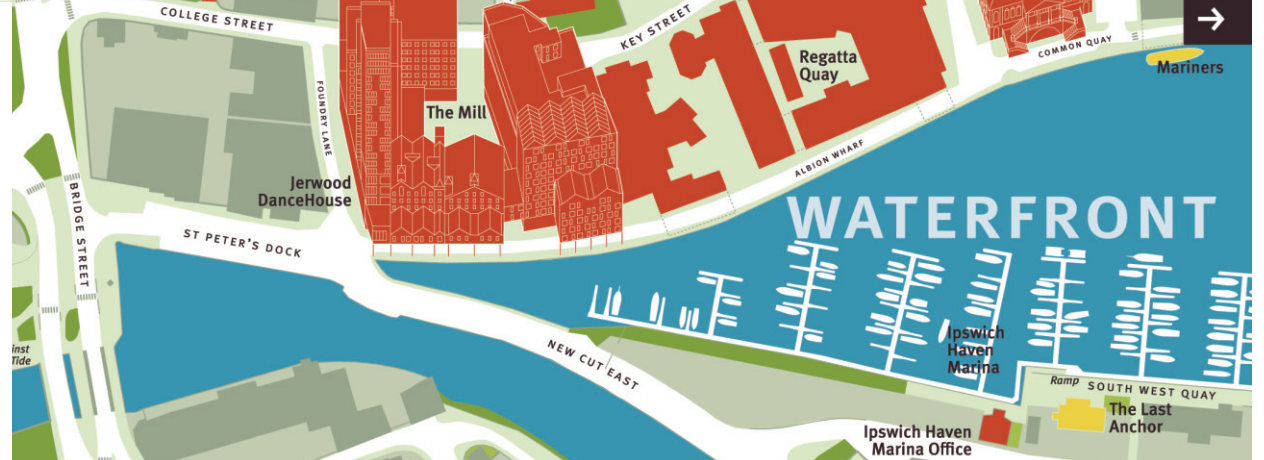 COLLEGE STREET
KEY STREET
COMMON QUAY
Mariners
Regatta
Quay
FOUNDRY LANE
The Mill
ALBION WHARF
Jerwood
DanceHouse
BRIDGE STREET
WATERFRONT
ST PETER'S DOCK
Ipswich
Haven
Marina
inst
Tide
NEW CUT EAST
Ramp
SOUTH WEST QUAY
The Last
Anchor
Ipswich Haven
Marina Office